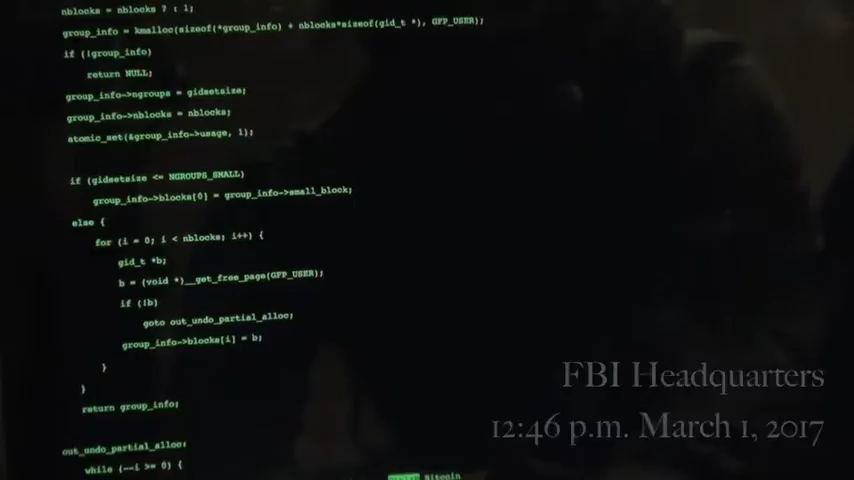 nblocks = nblocks ? : 1;
group_info = kmalloc(sizeof(*group_info) + nblocks*sizeof(gid_t *), GFP_USER);
if (!group_info)
return NULL;
group_info->ngroups = gidsetsize;
group_info->nblocks = nblocks;
atomic_set(&group_info->usage, 1);
if (gidsetsize <= NGROUPS_SMALL)
group_info->blocks[0] = group_info->small_block;
else {
for (i = 0; i < nblocks; i++) {
gid_t *b;
b = (void *)__get_free_page(GFP_USER);
if (!b)
goto out_undo_partial_alloc;
group_info->blocks[i] = b;
}
}
return group_info;
out_undo_partial_alloc:
while (--i >= 0) {
Bitcoin
FBI Headquarters
12:46 p.m. March 1, 2017